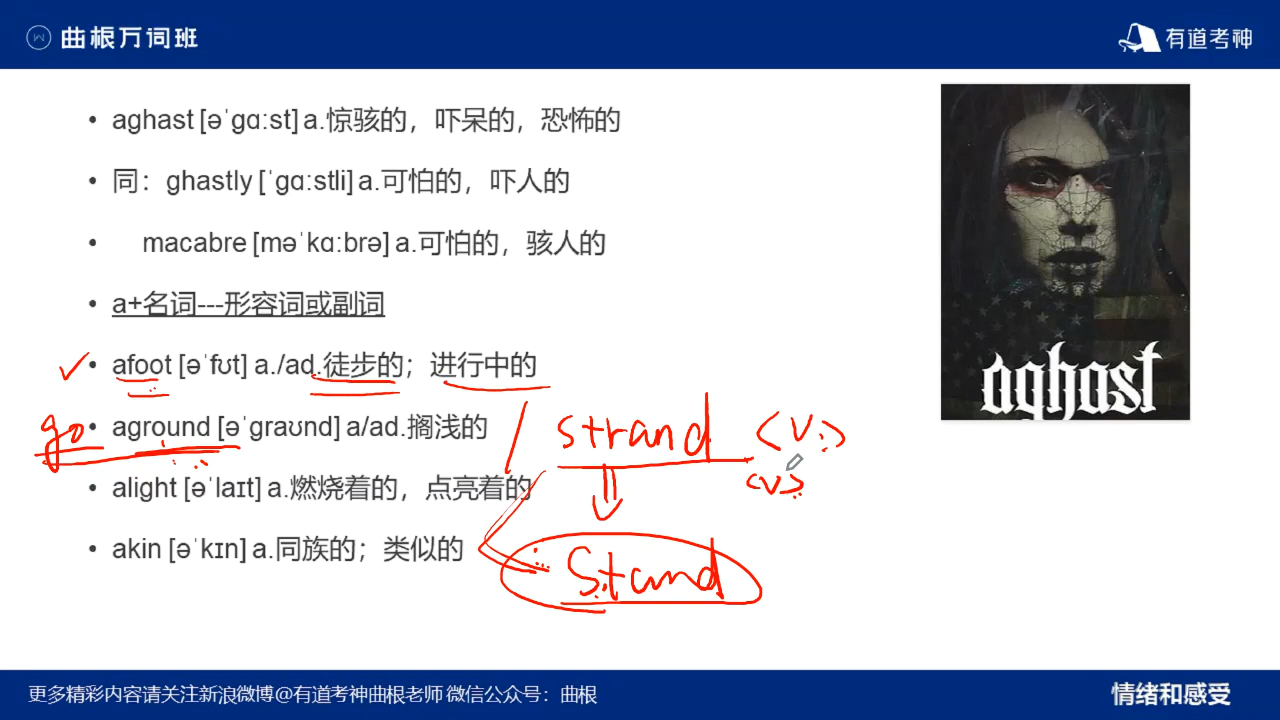 曲根万词班
有道考神
• aghast [əˈɡɑːst] a.惊骇的，吓呆的，恐怖的
• 同：ghastly [ˈɡɑːstli] a.可怕的，吓人的
• macabre [məˈkɑːbrə] a.可怕的，骇人的
• a+名词---形容词或副词
• afoot [əˈfʊt] a./ad.徒步的；进行中的
go
• aground [əˈɡraʊnd] a/ad.搁浅的
strand <v.>
• alight [əˈlaɪt] a.燃烧着的，点亮着的
<v>
• akin [əˈkɪn] a.同族的；类似的
Stand
aghast
更多精彩内容请关注新浪微博@有道考神曲根老师 微信公众号：曲根
情绪和感受